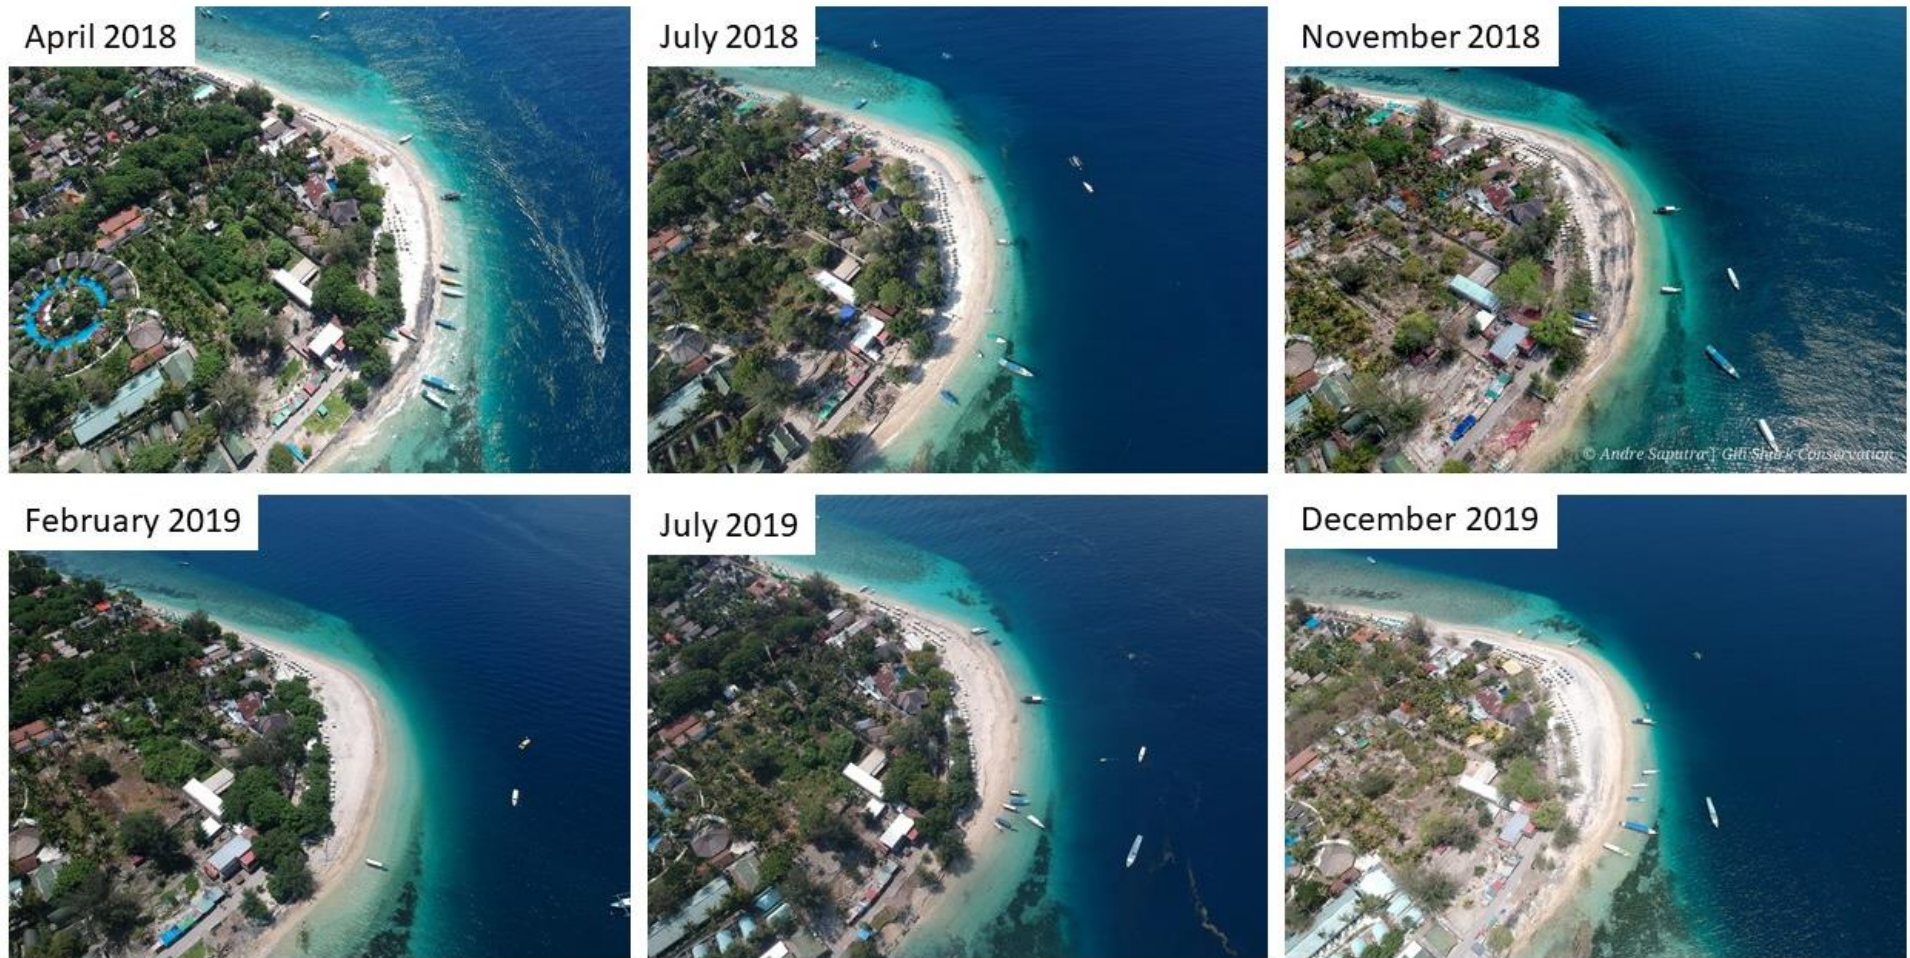 April 2018
July 2018
November 2018
© Andre Saputra | Gili Shark Conservation
February 2019
July 2019
December 2019